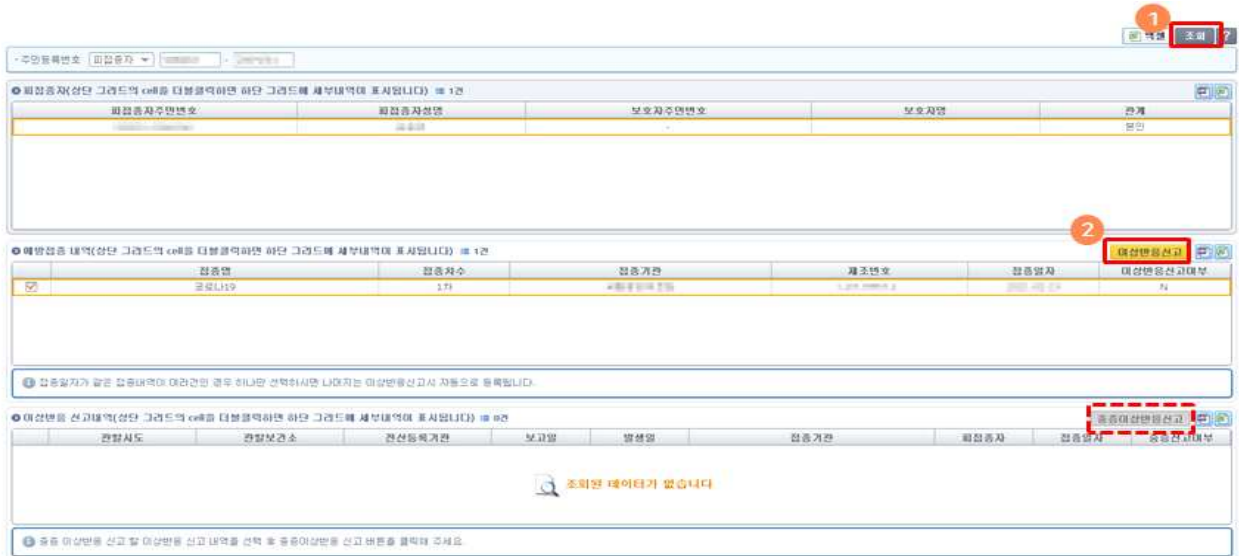 1
엑셀 조회 ?
• 주민등록번호 피접종자 -
피접종자(상단 그리드의 cell을 더블클릭하면 하단 그리드에 세부내역이 표시됩니다) 1건
피접종자주민번호 피접종자성명 보호자주민번호 보호자명 관계
- 본인
2
예방접종 내역(상단 그리드의 cell을 더블클릭하면 하단 그리드에 세부내역이 표시됩니다) 1건 이상반응신고
접종명 접종차수 접종기관 제조번호 접종일자 이상반응신고여부
코로나19 1차 N
접종일자가 같은 접종내역이 여러건인 경우 하나만 선택하시면 나머지는 이상반응신고시 자동으로 등록됩니다.
이상반응 신고내역(상단 그리드의 cell을 더블클릭하면 하단 그리드에 세부내역이 표시됩니다) 0건 중증이상반응신고
관할시도 관할보건소 전산등록기관 보고일 발생일 접종기관 피접종자 접종일자 중증신고여부
조회된 데이터가 없습니다
중증 이상반응 신고 할 이상반응 신고 내역을 선택 후 중증이상반응 신고 버튼을 클릭해 주세요.